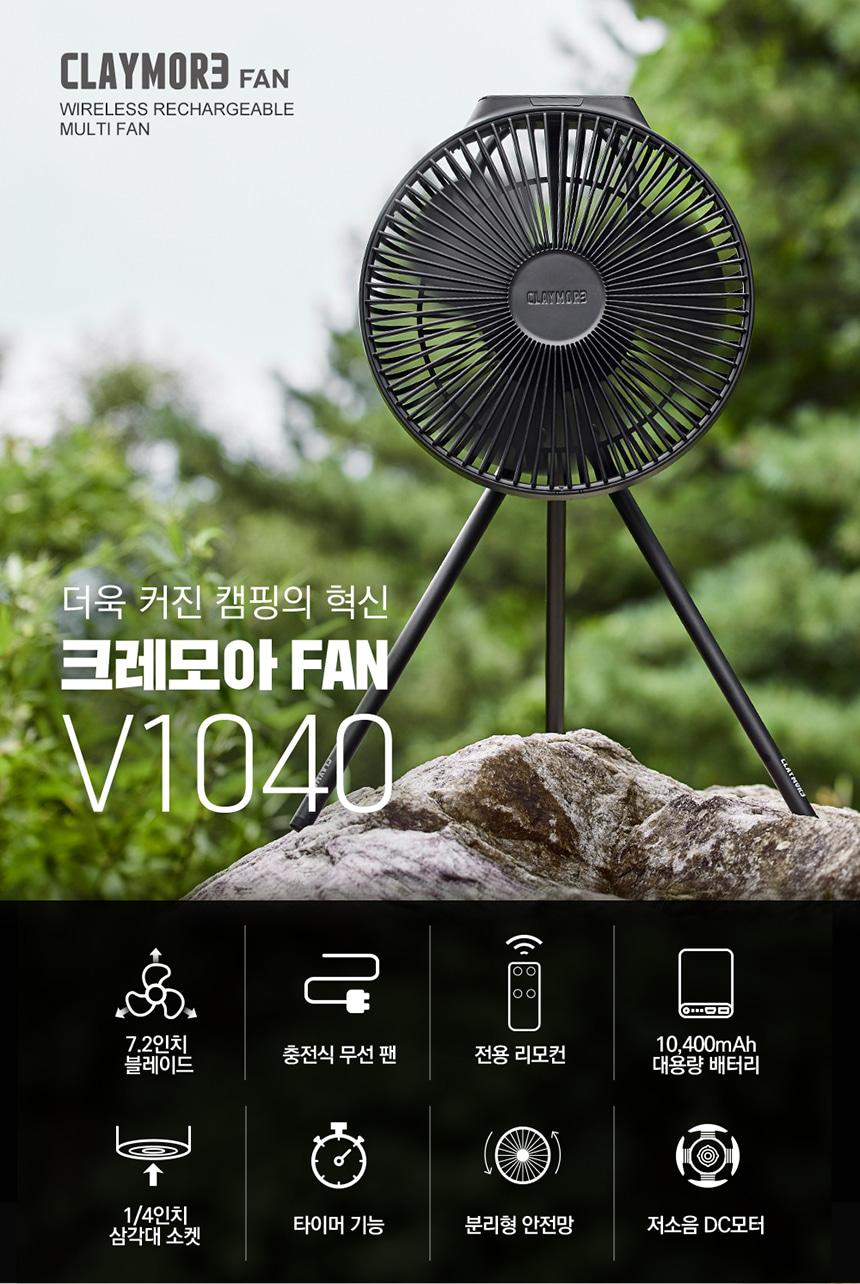 CLAYMORE FAN
WIRELESS RECHARGEABLE
MULTI FAN
CLAYMORE
더욱 커진 캠핑의 혁신
크레모아 FAN
V1040
CLAYMORE
CLAYMORE
7.2인치
블레이드
충전식 무선 팬
전용 리모컨
10,400mAh
대용량 배터리
1/4인치
삼각대 소켓
타이머 기능
분리형 안전망
저소음 DC모터